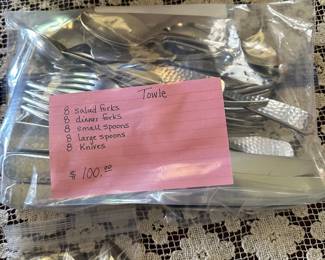 Towle
8 salad forks
8 dinner forks
8 small spoons
8 large spoons
8 Knives
$100.00